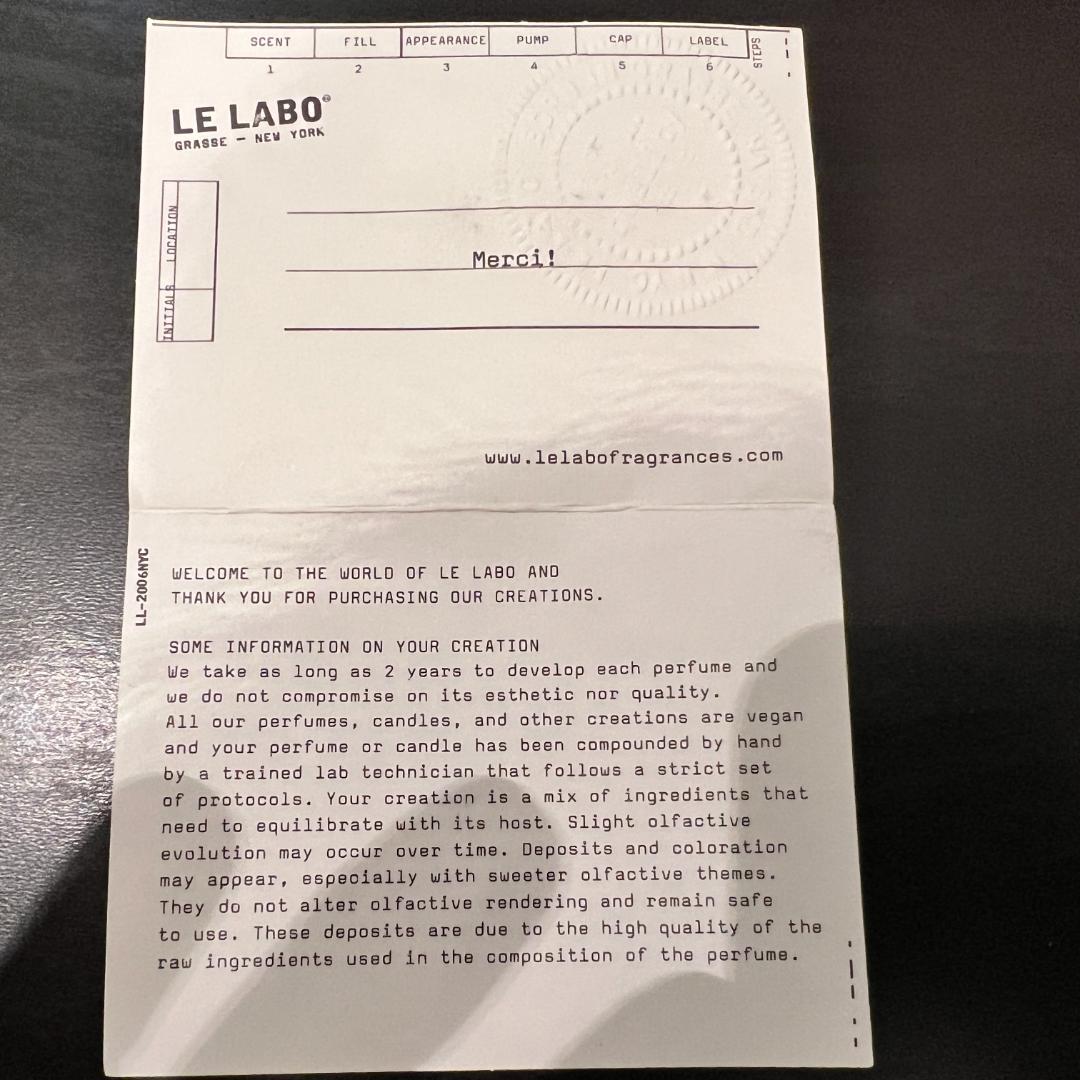 SCENT FILL APPEARANCE PUMP CAP LABEL STEPS
1 2 3 4 5 6
LE LABO®
GRASSE — NEW YORK
INITIALS LOCATION
Merci!
www.lelabofragrances.com
LL-2006NYC
WELCOME TO THE WORLD OF LE LABO AND
THANK YOU FOR PURCHASING OUR CREATIONS.
SOME INFORMATION ON YOUR CREATION
We take as long as 2 years to develop each perfume and
we do not compromise on its esthetic nor quality.
All our perfumes, candles, and other creations are vegan
and your perfume or candle has been compounded by hand
by a trained lab technician that follows a strict set
of protocols. Your creation is a mix of ingredients that
need to equilibrate with its host. Slight olfactive
evolution may occur over time. Deposits and coloration
may appear, especially with sweeter olfactive themes.
They do not alter olfactive rendering and remain safe
to use. These deposits are due to the high quality of the
raw ingredients used in the composition of the perfume.